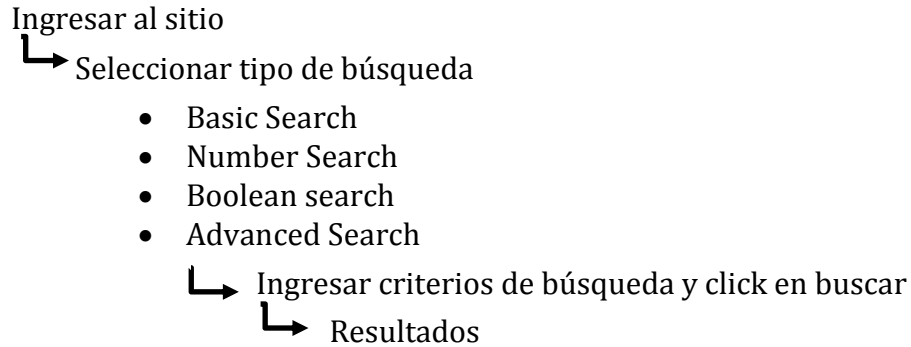 Ingresar al sitio
Seleccionar tipo de búsqueda
• Basic Search
• Number Search
• Boolean search
• Advanced Search
Ingresar criterios de búsqueda y click en buscar
Resultados